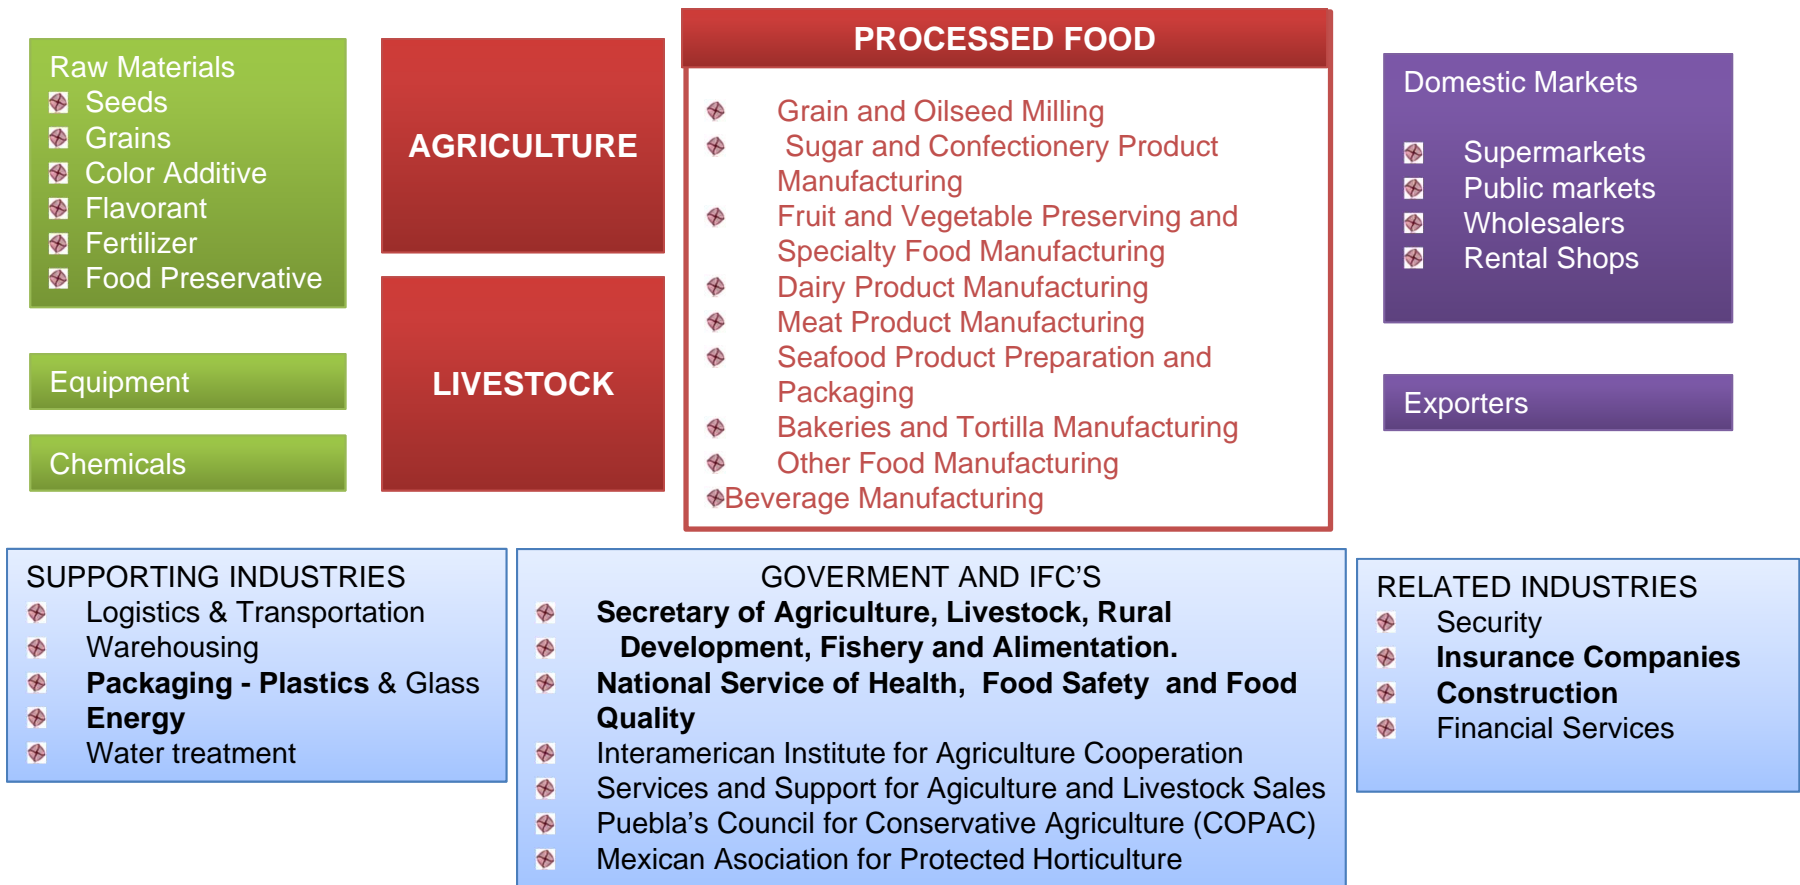 Raw Materials
Seeds
Grains
Color Additive
Flavorant
Fertilizer
Food Preservative
Equipment
Chemicals
AGRICULTURE
LIVESTOCK
PROCESSED FOOD
Grain and Oilseed Milling
Sugar and Confectionery Product
Manufacturing
Fruit and Vegetable Preserving and
Specialty Food Manufacturing
Dairy Product Manufacturing
Meat Product Manufacturing
Seafood Product Preparation and
Packaging
Bakeries and Tortilla Manufacturing
Other Food Manufacturing
Beverage Manufacturing
Domestic Markets
Supermarkets
Public markets
Wholesalers
Rental Shops
Exporters
SUPPORTING INDUSTRIES
Logistics & Transportation
Warehousing
Packaging - Plastics & Glass
Energy
Water treatment
GOVERMENT AND IFC'S
Secretary of Agriculture, Livestock, Rural
Development, Fishery and Alimentation.
National Service of Health, Food Safety and Food
Quality
Interamerican Institute for Agriculture Cooperation
Services and Support for Agiculture and Livestock Sales
Puebla’s Council for Conservative Agriculture (COPAC)
Mexican Asociation for Protected Horticulture
RELATED INDUSTRIES
Security
Insurance Companies
Construction
Financial Services